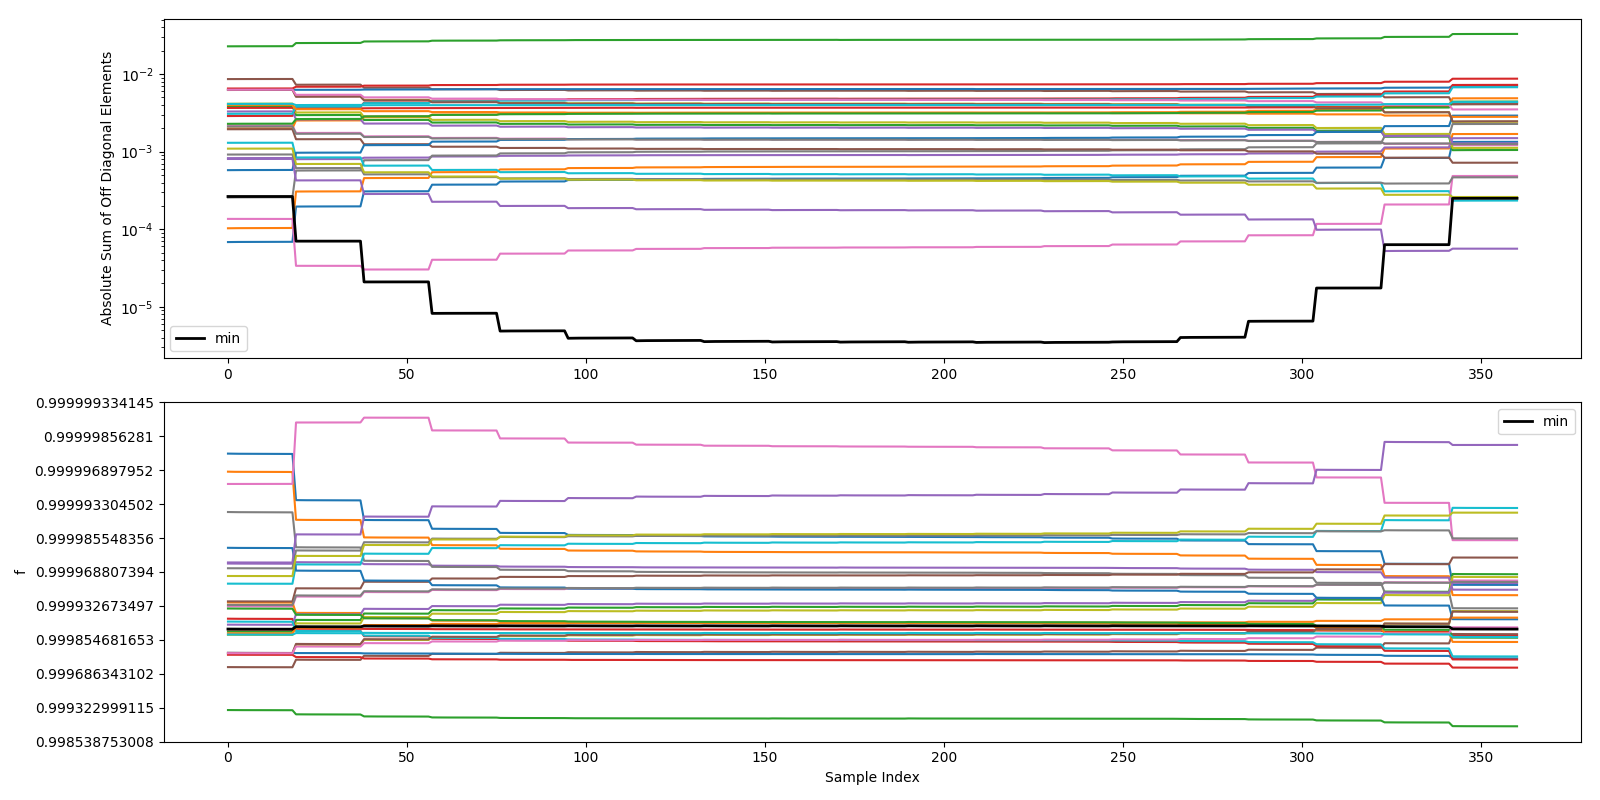 Absolute Sum of Off Diagonal Elements
10⁻²
10⁻³
10⁻⁴
10⁻⁵
min
0 50 100 150 200 250 300 350
f
0.999999334145
0.99999856281
0.999996897952
0.999993304502
0.999985548356
0.999968807394
0.999932673497
0.999854681653
0.999686343102
0.999322999115
0.998538753008
min
0 50 100 150 200 250 300 350
Sample Index